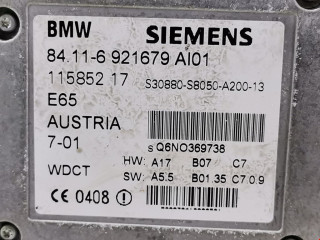 BMW SIEMENS
84.11-6 921679 AI01
115852 17 S30880-S8050-A200-13
E65
AUSTRIA
7-01 s Q6NO369738
WDCT HW: A17 B07 C7
CE 0408 SW: A5.5 B01.35 C7 0.9